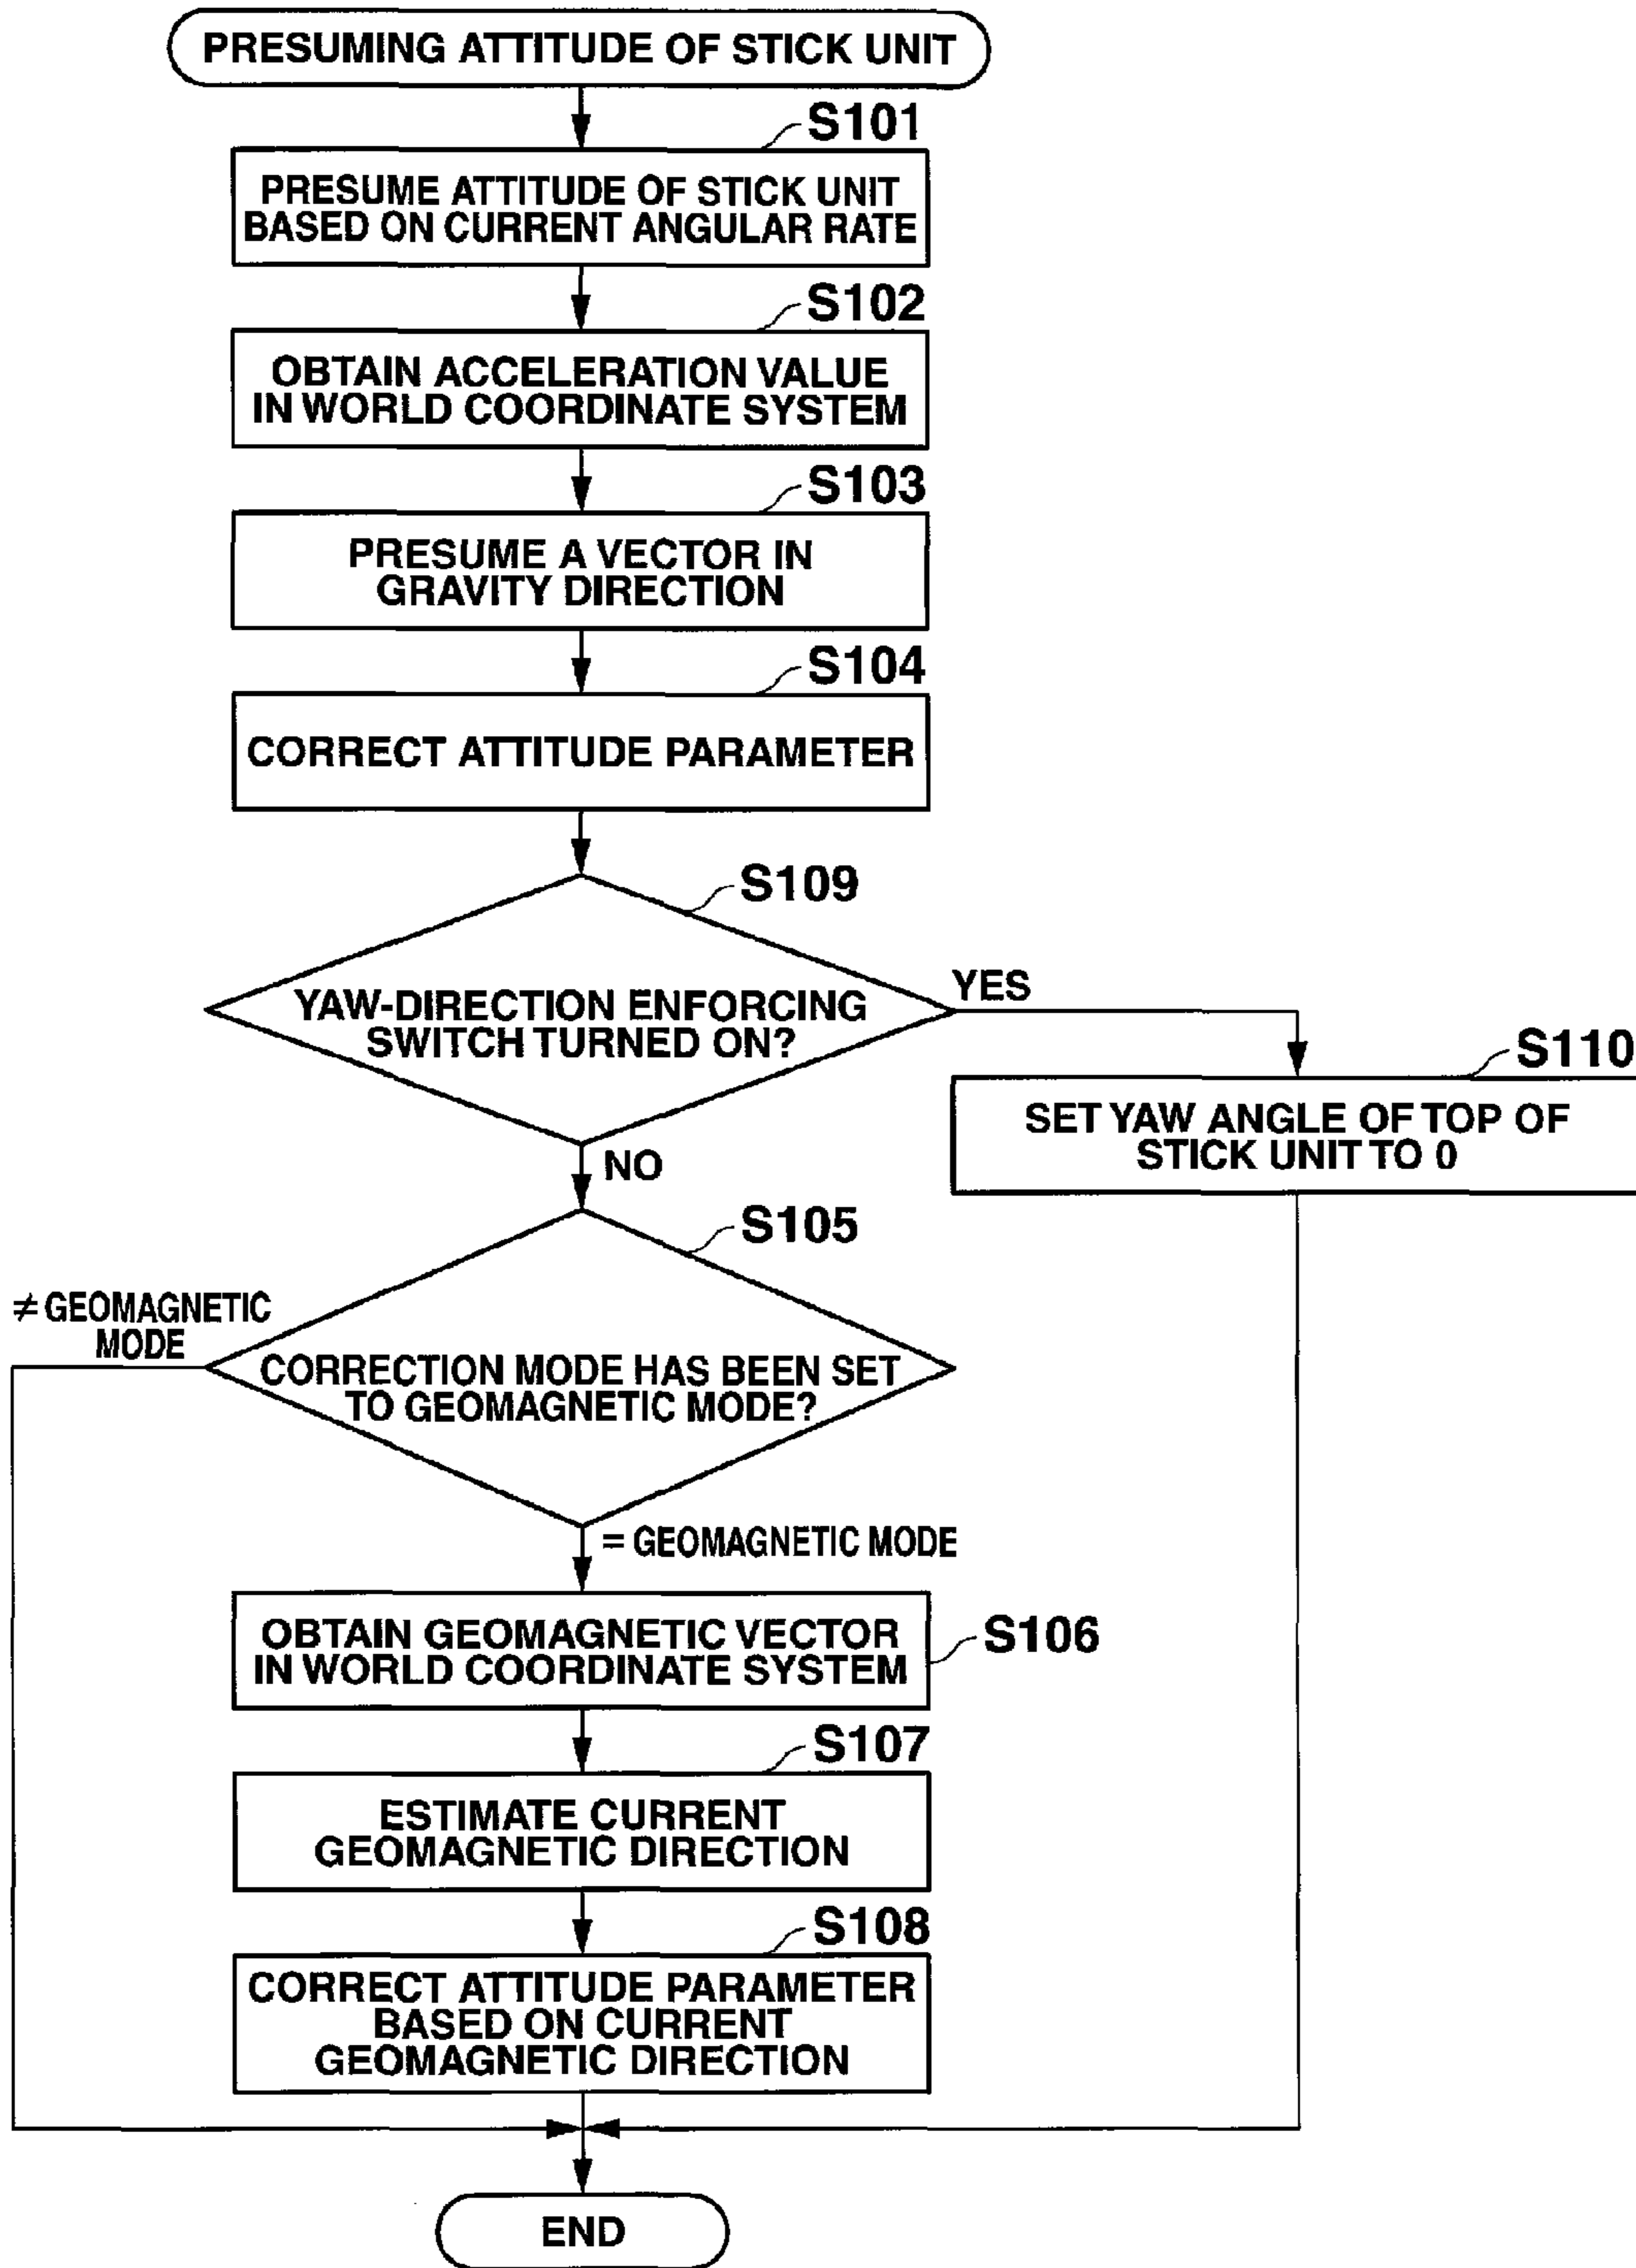 PRESUMING ATTITUDE OF STICK UNIT
S101
PRESUME ATTITUDE OF STICK UNIT
BASED ON CURRENT ANGULAR RATE
S102
OBTAIN ACCELERATION VALUE
IN WORLD COORDINATE SYSTEM
S103
PRESUME A VECTOR IN
GRAVITY DIRECTION
S104
CORRECT ATTITUDE PARAMETER
S109
YAW-DIRECTION ENFORCING
SWITCH TURNED ON?
YES
S110
SET YAW ANGLE OF TOP OF
STICK UNIT TO 0
NO
S105
≠ GEOMAGNETIC
MODE
CORRECTION MODE HAS BEEN SET
TO GEOMAGNETIC MODE?
= GEOMAGNETIC MODE
S106
OBTAIN GEOMAGNETIC VECTOR
IN WORLD COORDINATE SYSTEM
S107
ESTIMATE CURRENT
GEOMAGNETIC DIRECTION
S108
CORRECT ATTITUDE PARAMETER
BASED ON CURRENT
GEOMAGNETIC DIRECTION
END